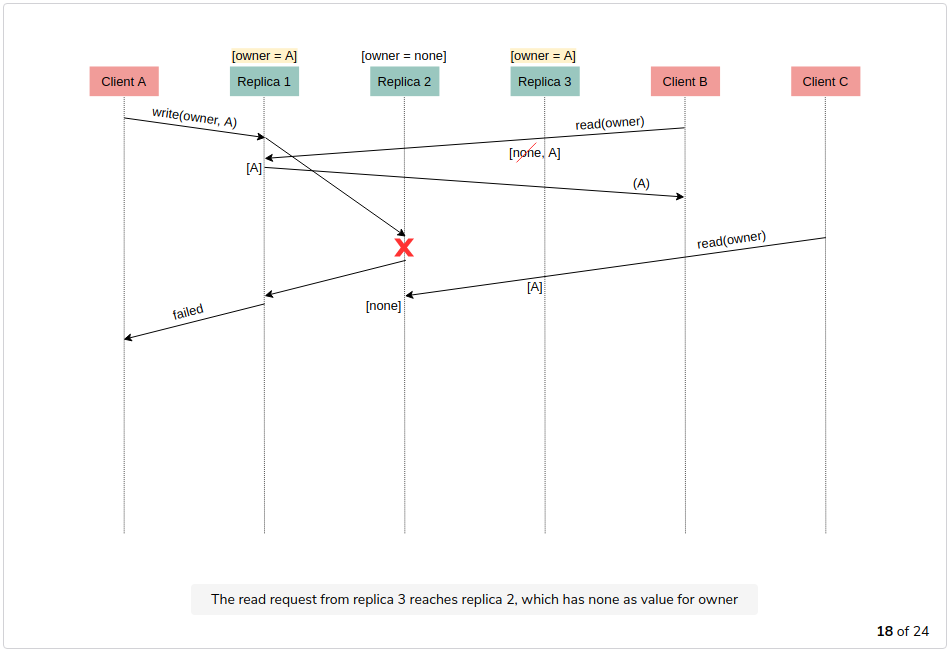 [owner = A] [owner = none] [owner = A]
Client A Replica 1 Replica 2 Replica 3 Client B Client C
write(owner, A) read(owner)
[none, A]
[A] (A)
read(owner)
[A]
[none]
failed
The read request from replica 3 reaches replica 2, which has none as value for owner
18 of 24